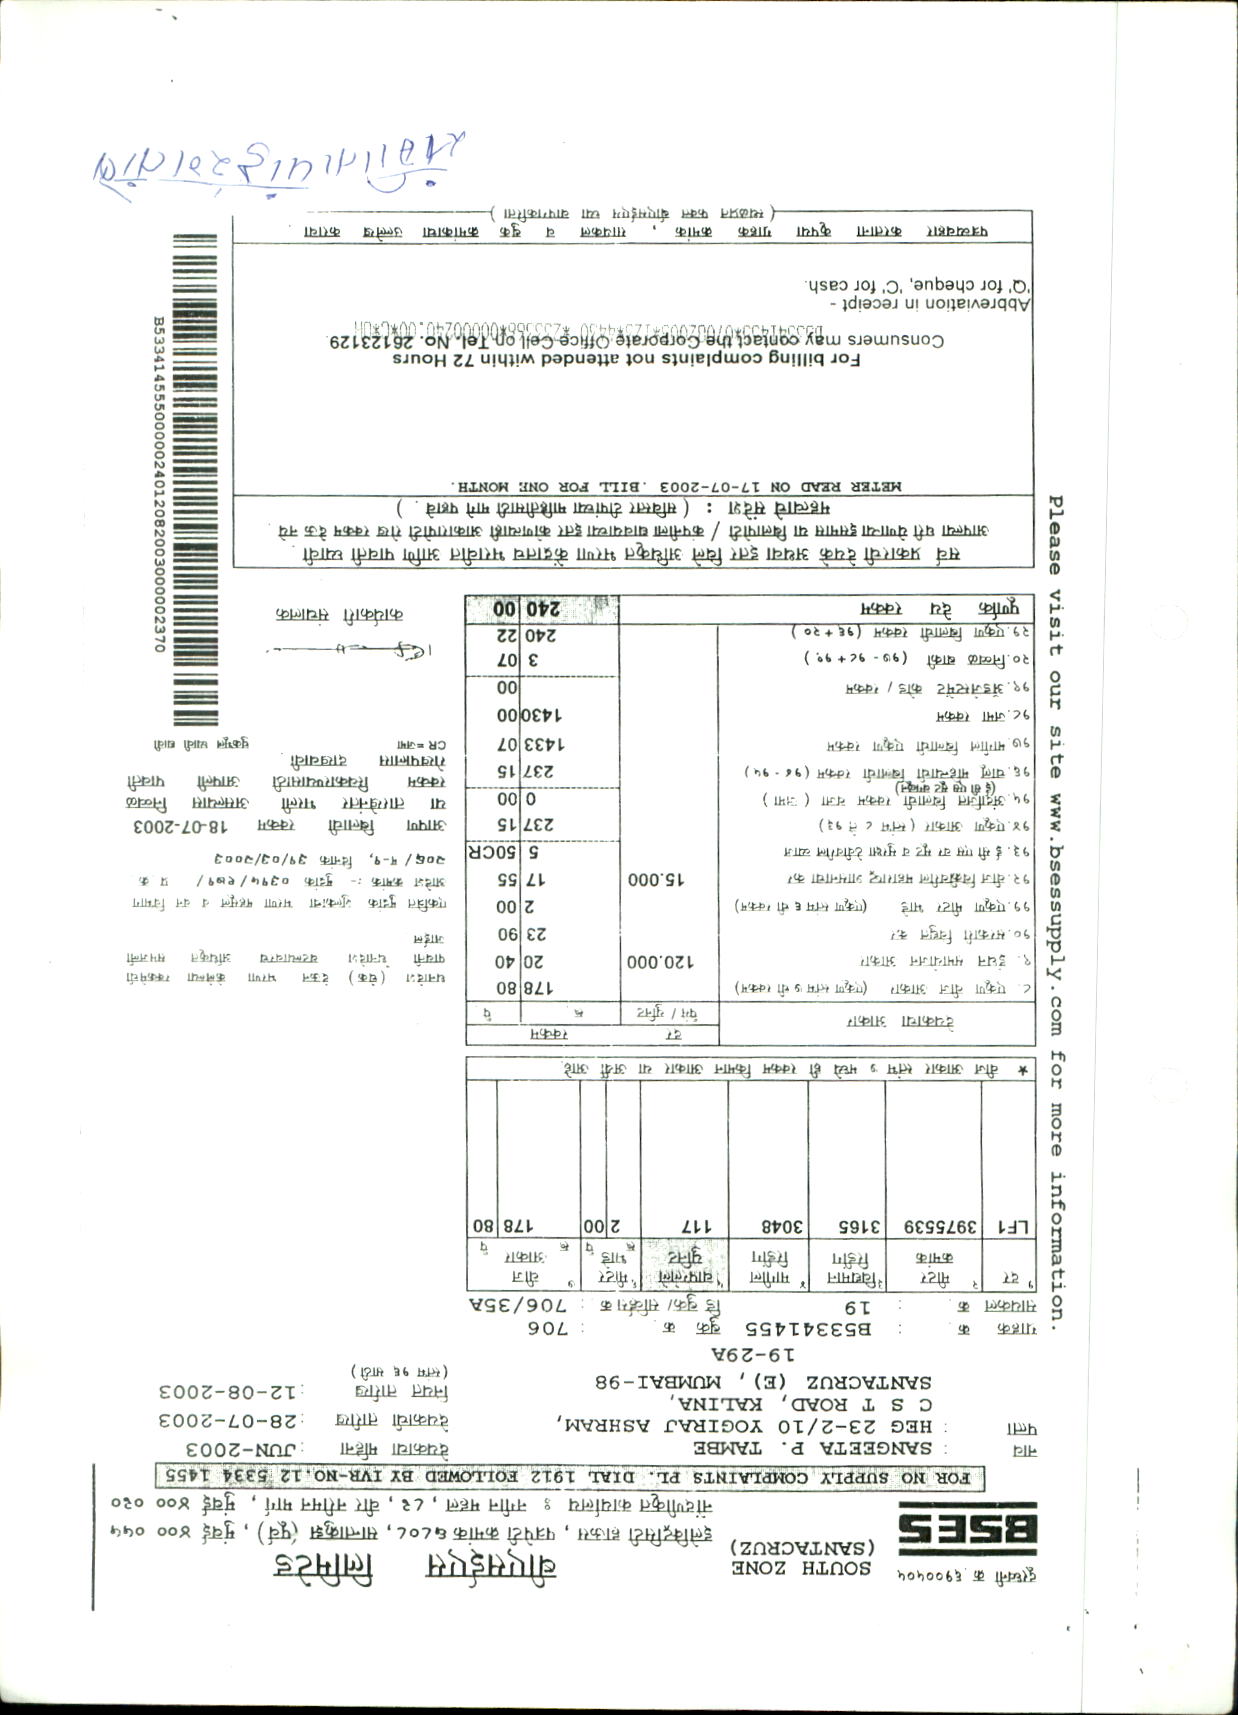 दूरध्वनी क्र ६१००५०५
BSES
SOUTH ZONE
(SANTACRUZ)
बीएसईएस लिमिटेड
इलेक्ट्रिसिटी हाऊस , पत्रपेटी क्रमांक ६८०८, सान्ताक्रुझ (पूर्व) , मुंबई ४०० ०५५
नोंदणीकृत कार्यालय ः नगीन महल , ८२ , वीर नरीमन मार्ग , मुंबई ४०० ०२०
FOR NO SUPPLY COMPLAINTS PL. DIAL 1912 FOLLOWED BY IVR-NO.12 5334 1455
नाव : SANGEETA P. TAMBE
पत्ता : HEG 23-2/10 YOGIRAJ ASHRAM,
C S T ROAD, KALINA,
SANTACRUZ (E), MUMBAI-98
19-29A
देयकाचा महिना :JUN-2003
देयकाची तारीख :28-07-2003
नियत तारीख :12-08-2003
(स्तंभ १६ साठी)
ग्राहक क्र : B53341455 बुक क्र : 706
सायकल क्र : 19 डि बुक/ सर्व्हिस क्र : 706/35A
१ दर २ मीटर क्रमांक ३ विद्यमान रिडींग ४ मागील रिडींग ५ वापरलेले युनिट ६ मीटर भाडे रू पै ७ वीज आकार रू पै
LF1 3975539 3165 3048 117 2 00 178 80
* वीज आकार स्तंभ ७ मध्ये ही रक्कम किमान आकार या अर्थी आहे
देयकाचा आकार दर रक्कम
पैसे / युनिट रू पै
८. एकूण वीज आकार (एकूण स्तंभ ७ ची रक्कम) 178 80
९. इंधन समायोजन आकार 120.000 20 40
१०.सरकारी विद्युत कर 23 90
११.एकूण मीटर भाडे (एकूण स्तंभ ६ ची रक्कम) 2 00
१२.वीज विक्रीवरील महाराष्ट्र शासनाचा कर 15.000 17 55
१३.ई सी एस वर सूट व सुरक्षा ठेवीवरील व्याज 5 50CR
१४.एकूण आकार (स्तंभ ८ ते १३) 237 15
१५.अंदाजित बिलाची रक्कम वजा (जमा) 0 00
(ई सी एस सूट वगळून)
१६.चालू महिन्याची बिलाची रक्कम (१४ - १५) 237 15
१७.मागील बिलाची एकूण रक्कम 1433 07
१८.जमा रक्कम 1430 00
१९.ॲडजेस्टमेंट कोड / रक्कम 00
२०.निव्वळ बाकी (१७ - १८ + १९) 3 07
२१.एकूण बिलाची रक्कम (१६ + २०) 240 22
पूर्णांक देय रक्कम 240 00
धनादेश (चेक) देऊन भरणा केलेल्या रक्कमेची
पावती धनादेश वटल्यावरच अधिकृत समजली
जाईल
एकत्रित मुद्रांक शुल्काचा भरणा महसूल व वन विभाग
आदेश क्रमांक :- मुद्रांक ०३१५/१७१/ प्र क्र
२०६/म-१, दिनांक ३१/०३/२००३
आपण बिलाची रक्कम 18-07-2003
या तारखेनंतर भरली असल्यास निव्वळ
रक्कम स्विकारण्यासाठी आपली पावती
रोखपालास दाखवावी
CR =जमा चुकभूल घ्यावी द्यावी
कार्यकारी संचालक
B533414555000002401208200300000­2370
Please visit our site www.bsessupply.com for more information.
सर्व प्रकारची देयके अथवा इतर बिले अधिकृत भरणा केंद्रातच भरावीत आणि पावती घ्यावी
आपल्या घरी येणाऱ्या इसमास या बिलापोटी / कंपनीला द्यावयाच्या इतर कोणत्याही आकारापोटी रोख रक्कम देऊ नये
महत्वाचे संदेश : ( सविस्तर टीपांच्या माहितीसाठी मागे पहावे . )
METER READ ON 17-07-2003 .BILL FOR ONE MONTH.
For billing complaints not attended within 72 Hours
Consumers may contact the Corporate Office Cell on Tel. No. 26123129.
Abbreviation in receipt -
'Q' for cheque, 'C' for cash.
पत्रव्यवहार करताना कृपया ग्राहक क्रमांक , सायकल व बुक क्रमांकाचा उल्लेख करावा
( स्थळप्रत फक्त बीएसईएस च्या वापराकरिता )
संगीता पांडुरंग तांबे